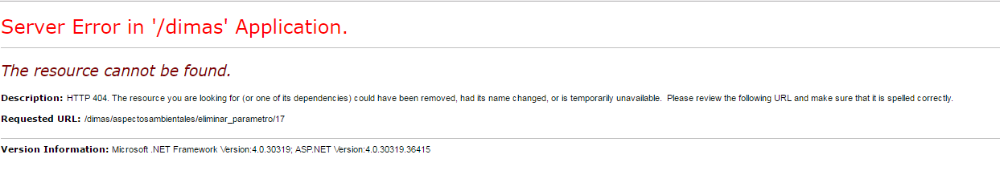 Server Error in '/dimas' Application.
The resource cannot be found.
Description: HTTP 404. The resource you are looking for (or one of its dependencies) could have been removed, had its name changed, or is temporarily unavailable.  Please review the following URL and make sure that it is spelled correctly.
Requested URL: /dimas/aspectosambientales/eliminar_parametro/17
Version Information: Microsoft .NET Framework Version:4.0.30319; ASP.NET Version:4.0.30319.36415